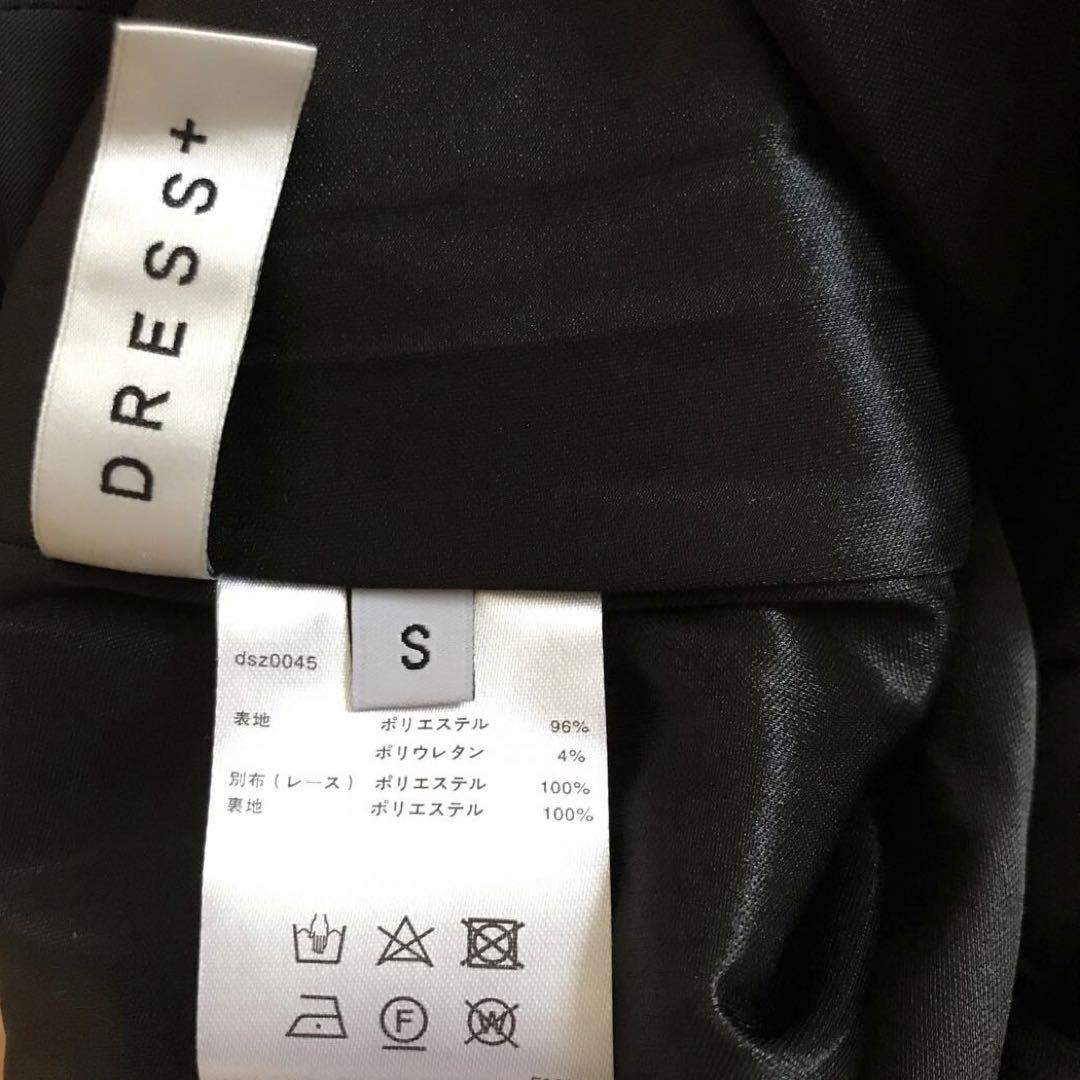 DRESS+
S
dsz0045
表地 ポリエステル 96%
ポリウレタン 4%
別布(レース) ポリエステル 100%
裏地 ポリエステル 100%
F
W